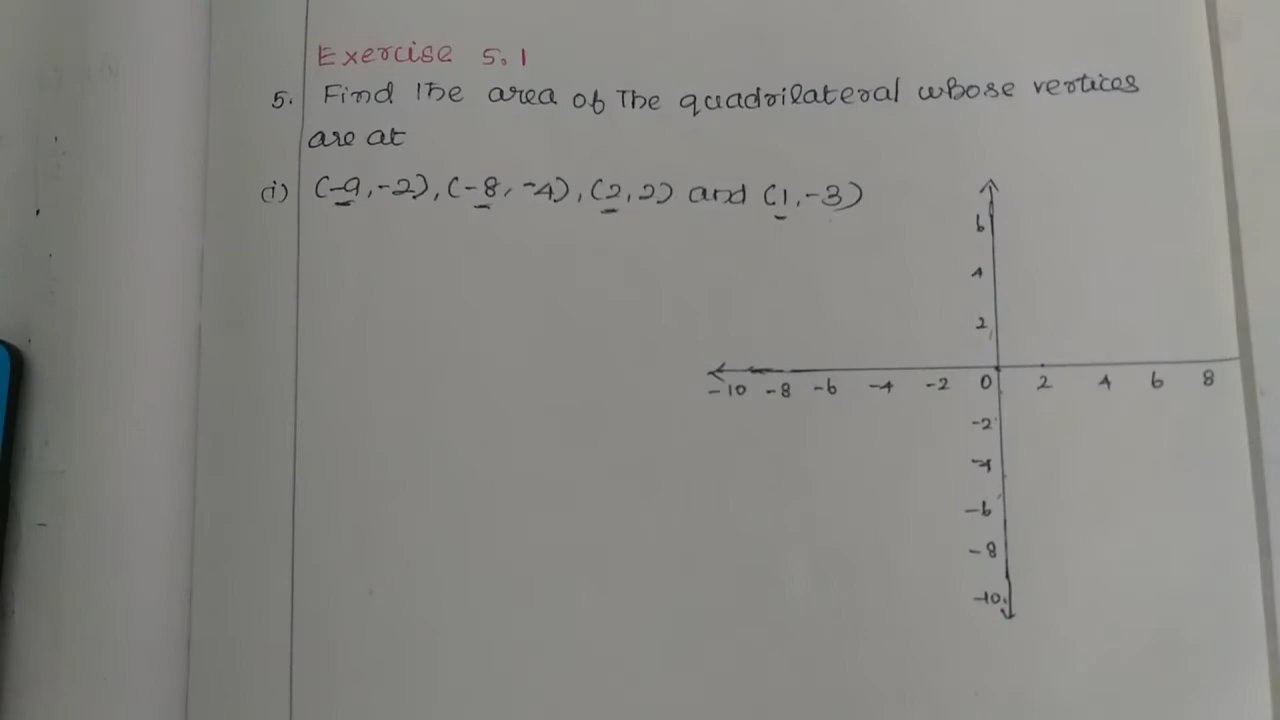 Exercise 5.1
5. Find the area of the quadrilateral whose vertices
are at
(i) (-9,-2), (-8,-4), (2,2) and (1,-3)
6
4
2
-10 -8 -6 -4 -2 0 2 4 6 8
-2
-4
-6
-8
-10